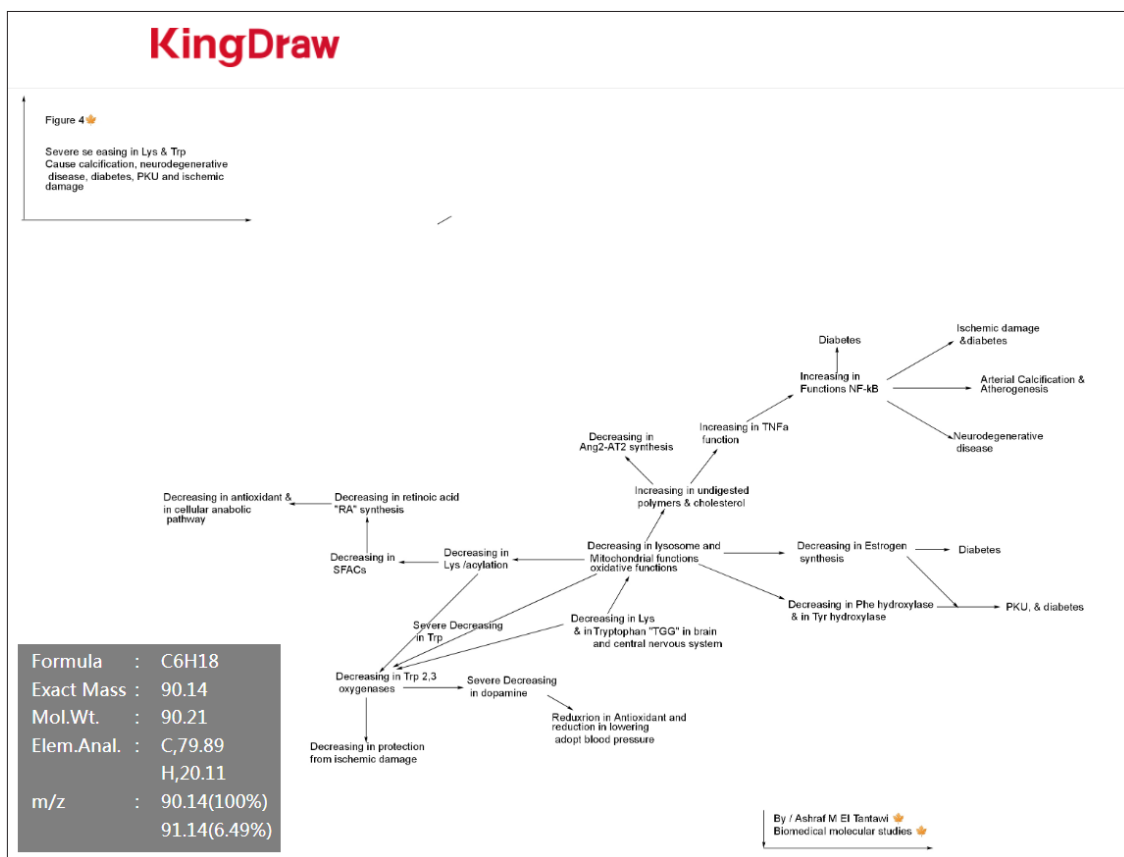 KingDraw
Figure 4
Severe se easing in Lys & Trp
Cause calcification, neurodegenerative
disease, diabetes, PKU and ischemic
damage
Ischemic damage
&diabetes
Diabetes
Increasing in
Functions NF-kB
Arterial Calcification &
Atherogenesis
Increasing in TNFa
function
Neurodegenerative
disease
Decreasing in
Ang2-AT2 synthesis
Increasing in undigested
polymers & cholesterol
Decreasing in antioxidant &
in cellular anabolic
pathway
Decreasing in retinoic acid
"RA" synthesis
Decreasing in
SFACs
Decreasing in
Lys /acylation
Decreasing in lysosome and
Mitochondrial functions
oxidative functions
Decreasing in Estrogen
synthesis
Diabetes
Decreasing in Phe hydroxylase
& in Tyr hydroxylase
PKU, & diabetes
Decreasing in Lys
& in Tryptophan "TGG" in brain
and central nervous system
Severe Decreasing
in Trp
Decreasing in Trp 2,3
oxygenases
Severe Decreasing
in dopamine
Reduxrion in Antioxidant and
reduction in lowering
adopt blood pressure
Decreasing in protection
from ischemic damage
Formula : C6H18
Exact Mass : 90.14
Mol.Wt. : 90.21
Elem.Anal. : C,79.89
H,20.11
m/z : 90.14(100%)
91.14(6.49%)
By / Ashraf M El Tantawi
Biomedical molecular studies